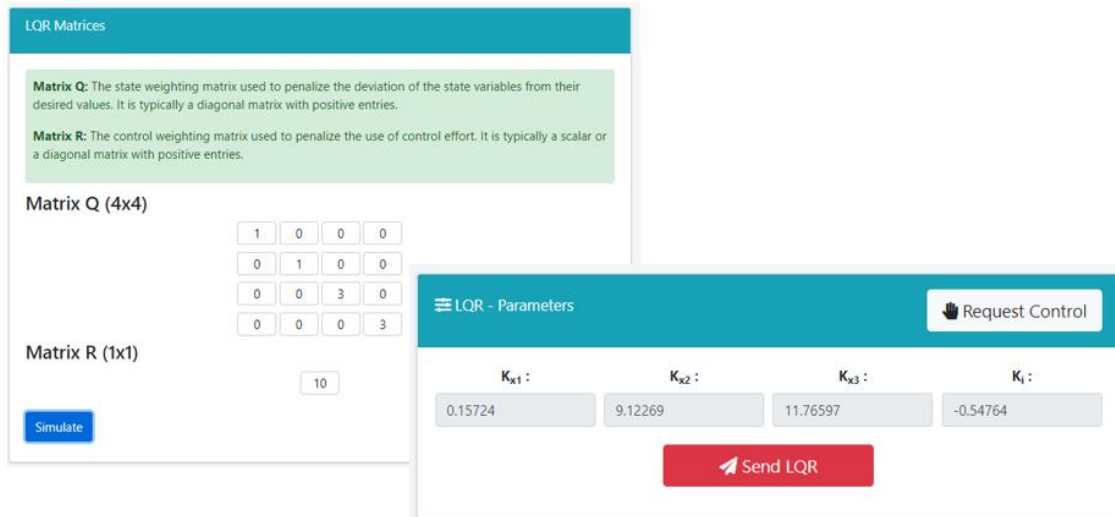 LQR Matrices
Matrix Q: The state weighting matrix used to penalize the deviation of the state variables from their
desired values. It is typically a diagonal matrix with positive entries.
Matrix R: The control weighting matrix used to penalize the use of control effort. It is typically a scalar or
a diagonal matrix with positive entries.
Matrix Q (4x4)
1 0 0 0
0 1 0 0
0 0 3 0
0 0 0 3
Matrix R (1x1)
10
Simulate
LQR - Parameters
Request Control
Kx1 : Kx2 : Kx3 : Ki :
0.15724 9.12269 11.76597 -0.54764
Send LQR